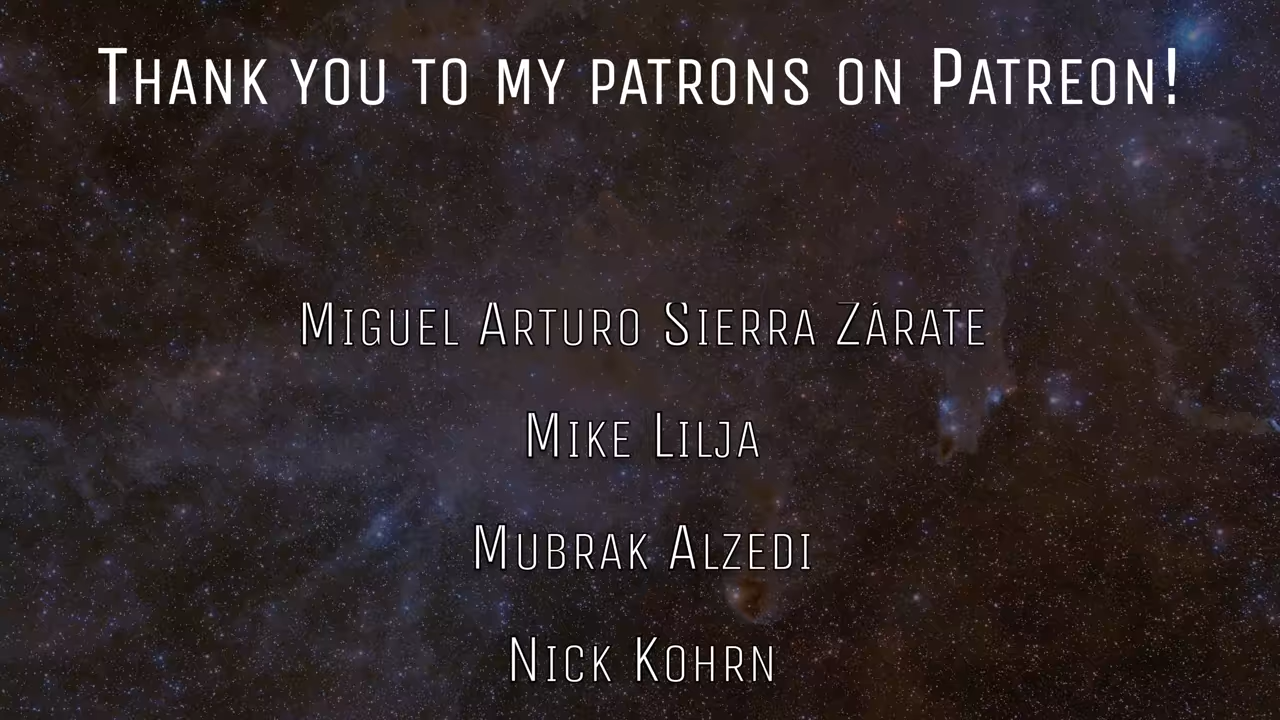 Thank you to my patrons on Patreon!
Miguel Arturo Sierra Zárate
Mike Lilja
Mubrak Alzedi
Nick Kohrn